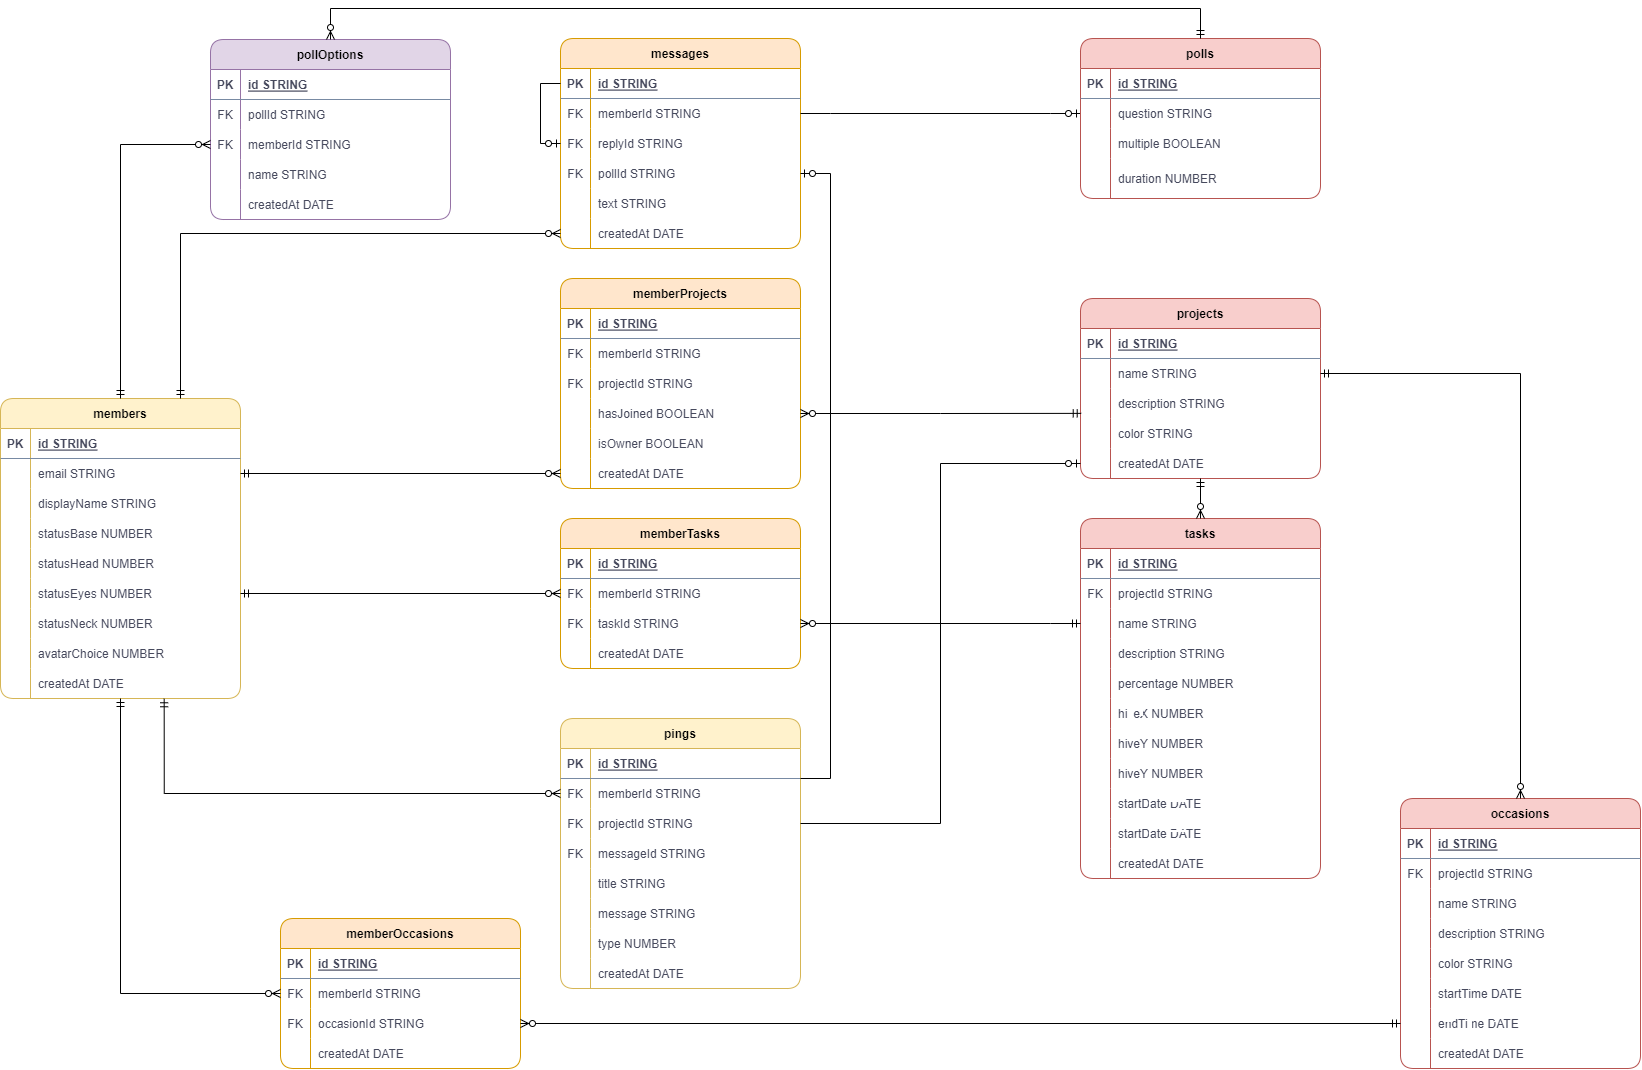 pollOptions
PK id STRING
FK pollId STRING
FK memberId STRING
name STRING
createdAt DATE
messages
PK id STRING
FK memberId STRING
FK replyId STRING
FK pollId STRING
text STRING
createdAt DATE
polls
PK id STRING
question STRING
multiple BOOLEAN
duration NUMBER
memberProjects
PK id STRING
FK memberId STRING
FK projectId STRING
hasJoined BOOLEAN
isOwner BOOLEAN
createdAt DATE
projects
PK id STRING
name STRING
description STRING
color STRING
createdAt DATE
members
PK id STRING
email STRING
displayName STRING
statusBase NUMBER
statusHead NUMBER
statusEyes NUMBER
statusNeck NUMBER
avatarChoice NUMBER
createdAt DATE
memberTasks
PK id STRING
FK memberId STRING
FK taskId STRING
createdAt DATE
tasks
PK id STRING
FK projectId STRING
name STRING
description STRING
percentage NUMBER
NUMBER
hiveY NUMBER
hiveY NUMBER
startDate DATE
startDate DATE
createdAt DATE
pings
PK id STRING
FK memberId STRING
FK projectId STRING
FK messageId STRING
title STRING
message STRING
type NUMBER
createdAt DATE
occasions
PK id STRING
FK projectId STRING
name STRING
description STRING
color STRING
startTime DATE
DATE
createdAt DATE
memberOccasions
PK id STRING
FK memberId STRING
FK occasionId STRING
createdAt DATE